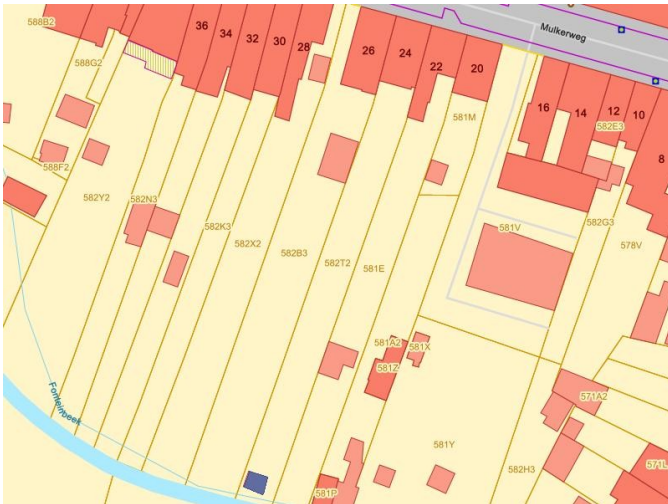 588B2
Mulkerweg
36
34
32
30
28
26
24
22
20
588G2
16
14
12
10
8
581M
582E3
588F2
582Y2
582N3
582K3
582X2
582B3
582T2
581E
581V
582G3
578V
581A2
581X
581Z
571A2
Fonteinbeek
581Y
582H3
581P